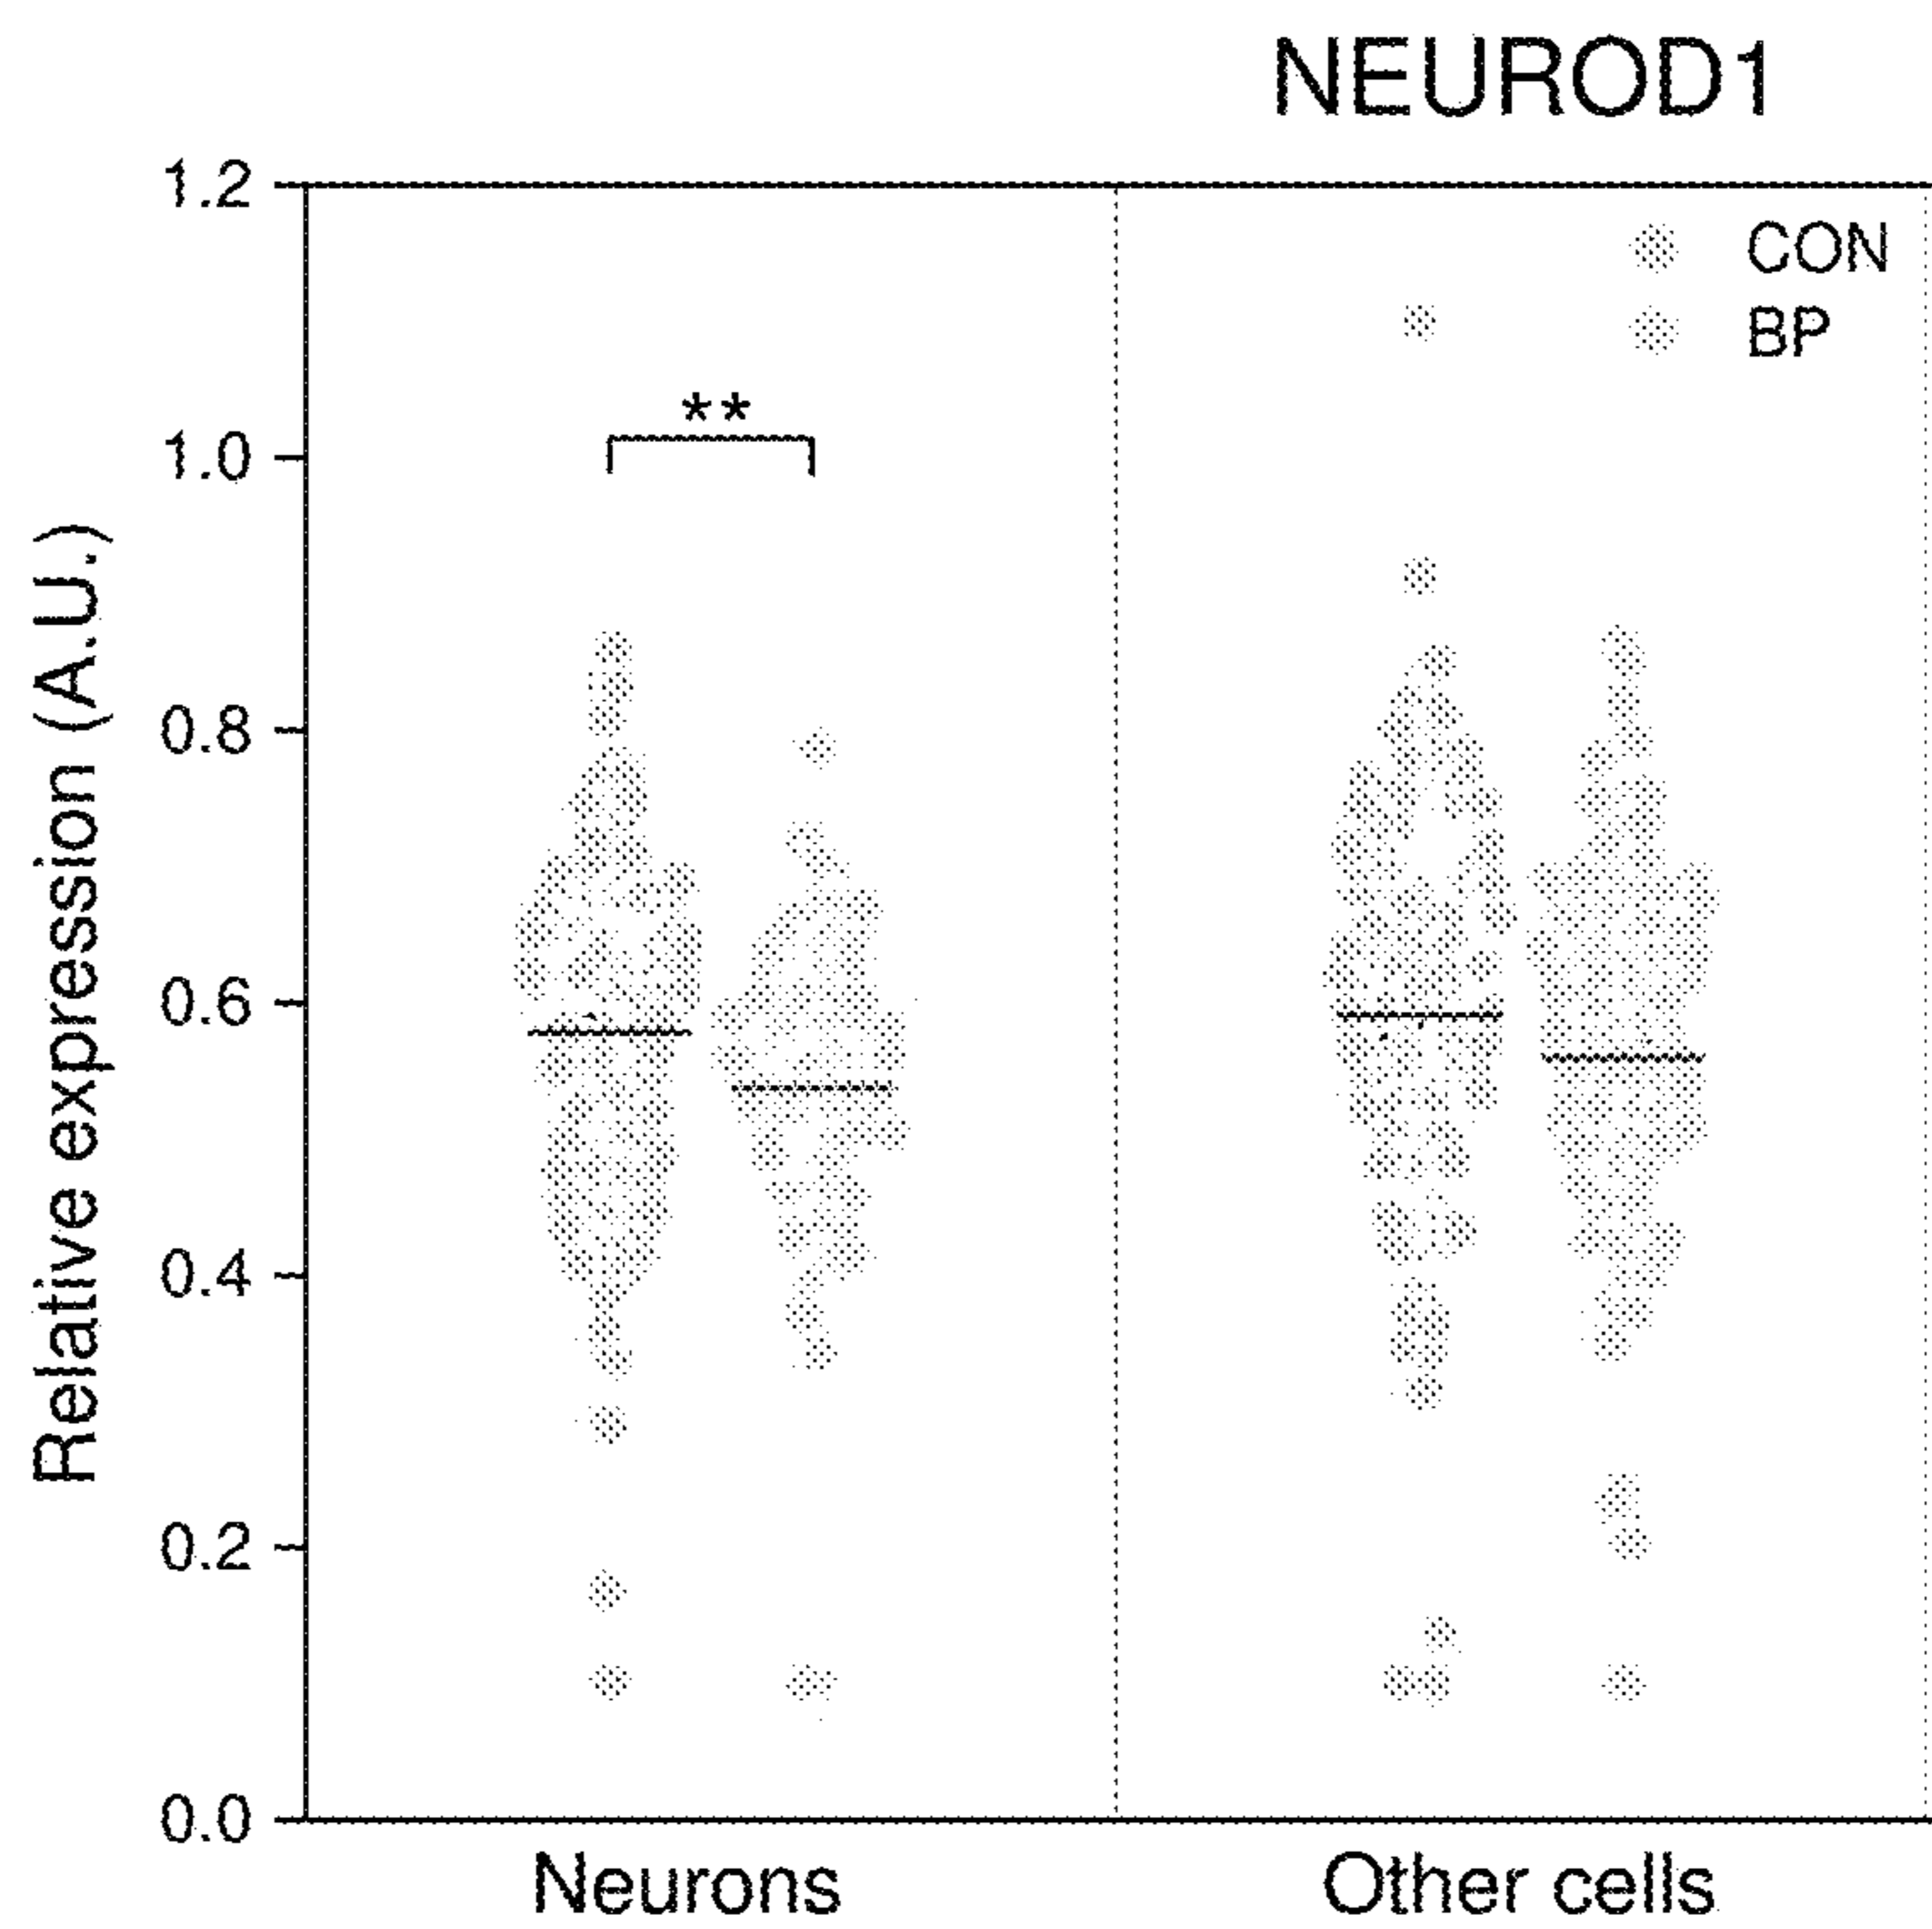 NEUROD1
1.2
CON
BP
**
1.0
0.8
0.6
0.4
0.2
0.0
Relative expression (A.U.)
Neurons
Other cells